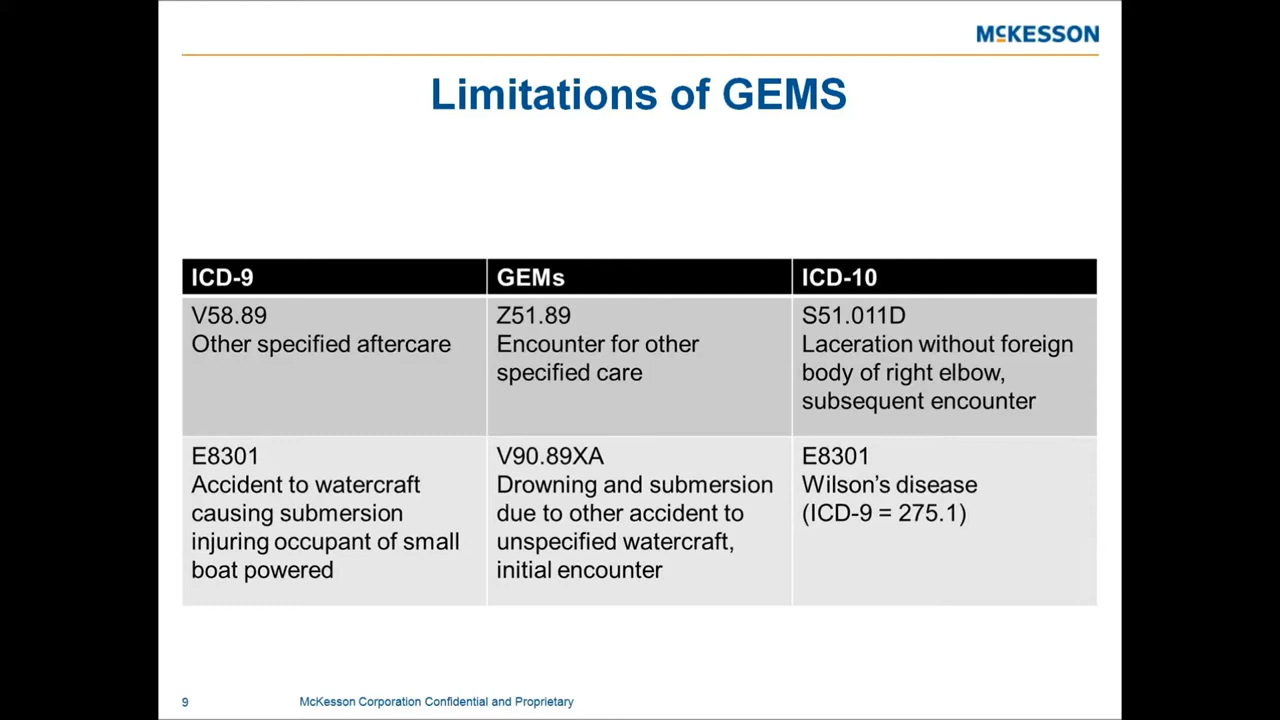 MCKESSON
Limitations of GEMS
ICD-9
GEMs
ICD-10
V58.89
Other specified aftercare
Z51.89
Encounter for other
specified care
S51.011D
Laceration without foreign
body of right elbow,
subsequent encounter
E8301
Accident to watercraft
causing submersion
injuring occupant of small
boat powered
V90.89XA
Drowning and submersion
due to other accident to
unspecified watercraft,
initial encounter
E8301
Wilson's disease
(ICD-9 = 275.1)
9
McKesson Corporation Confidential and Proprietary